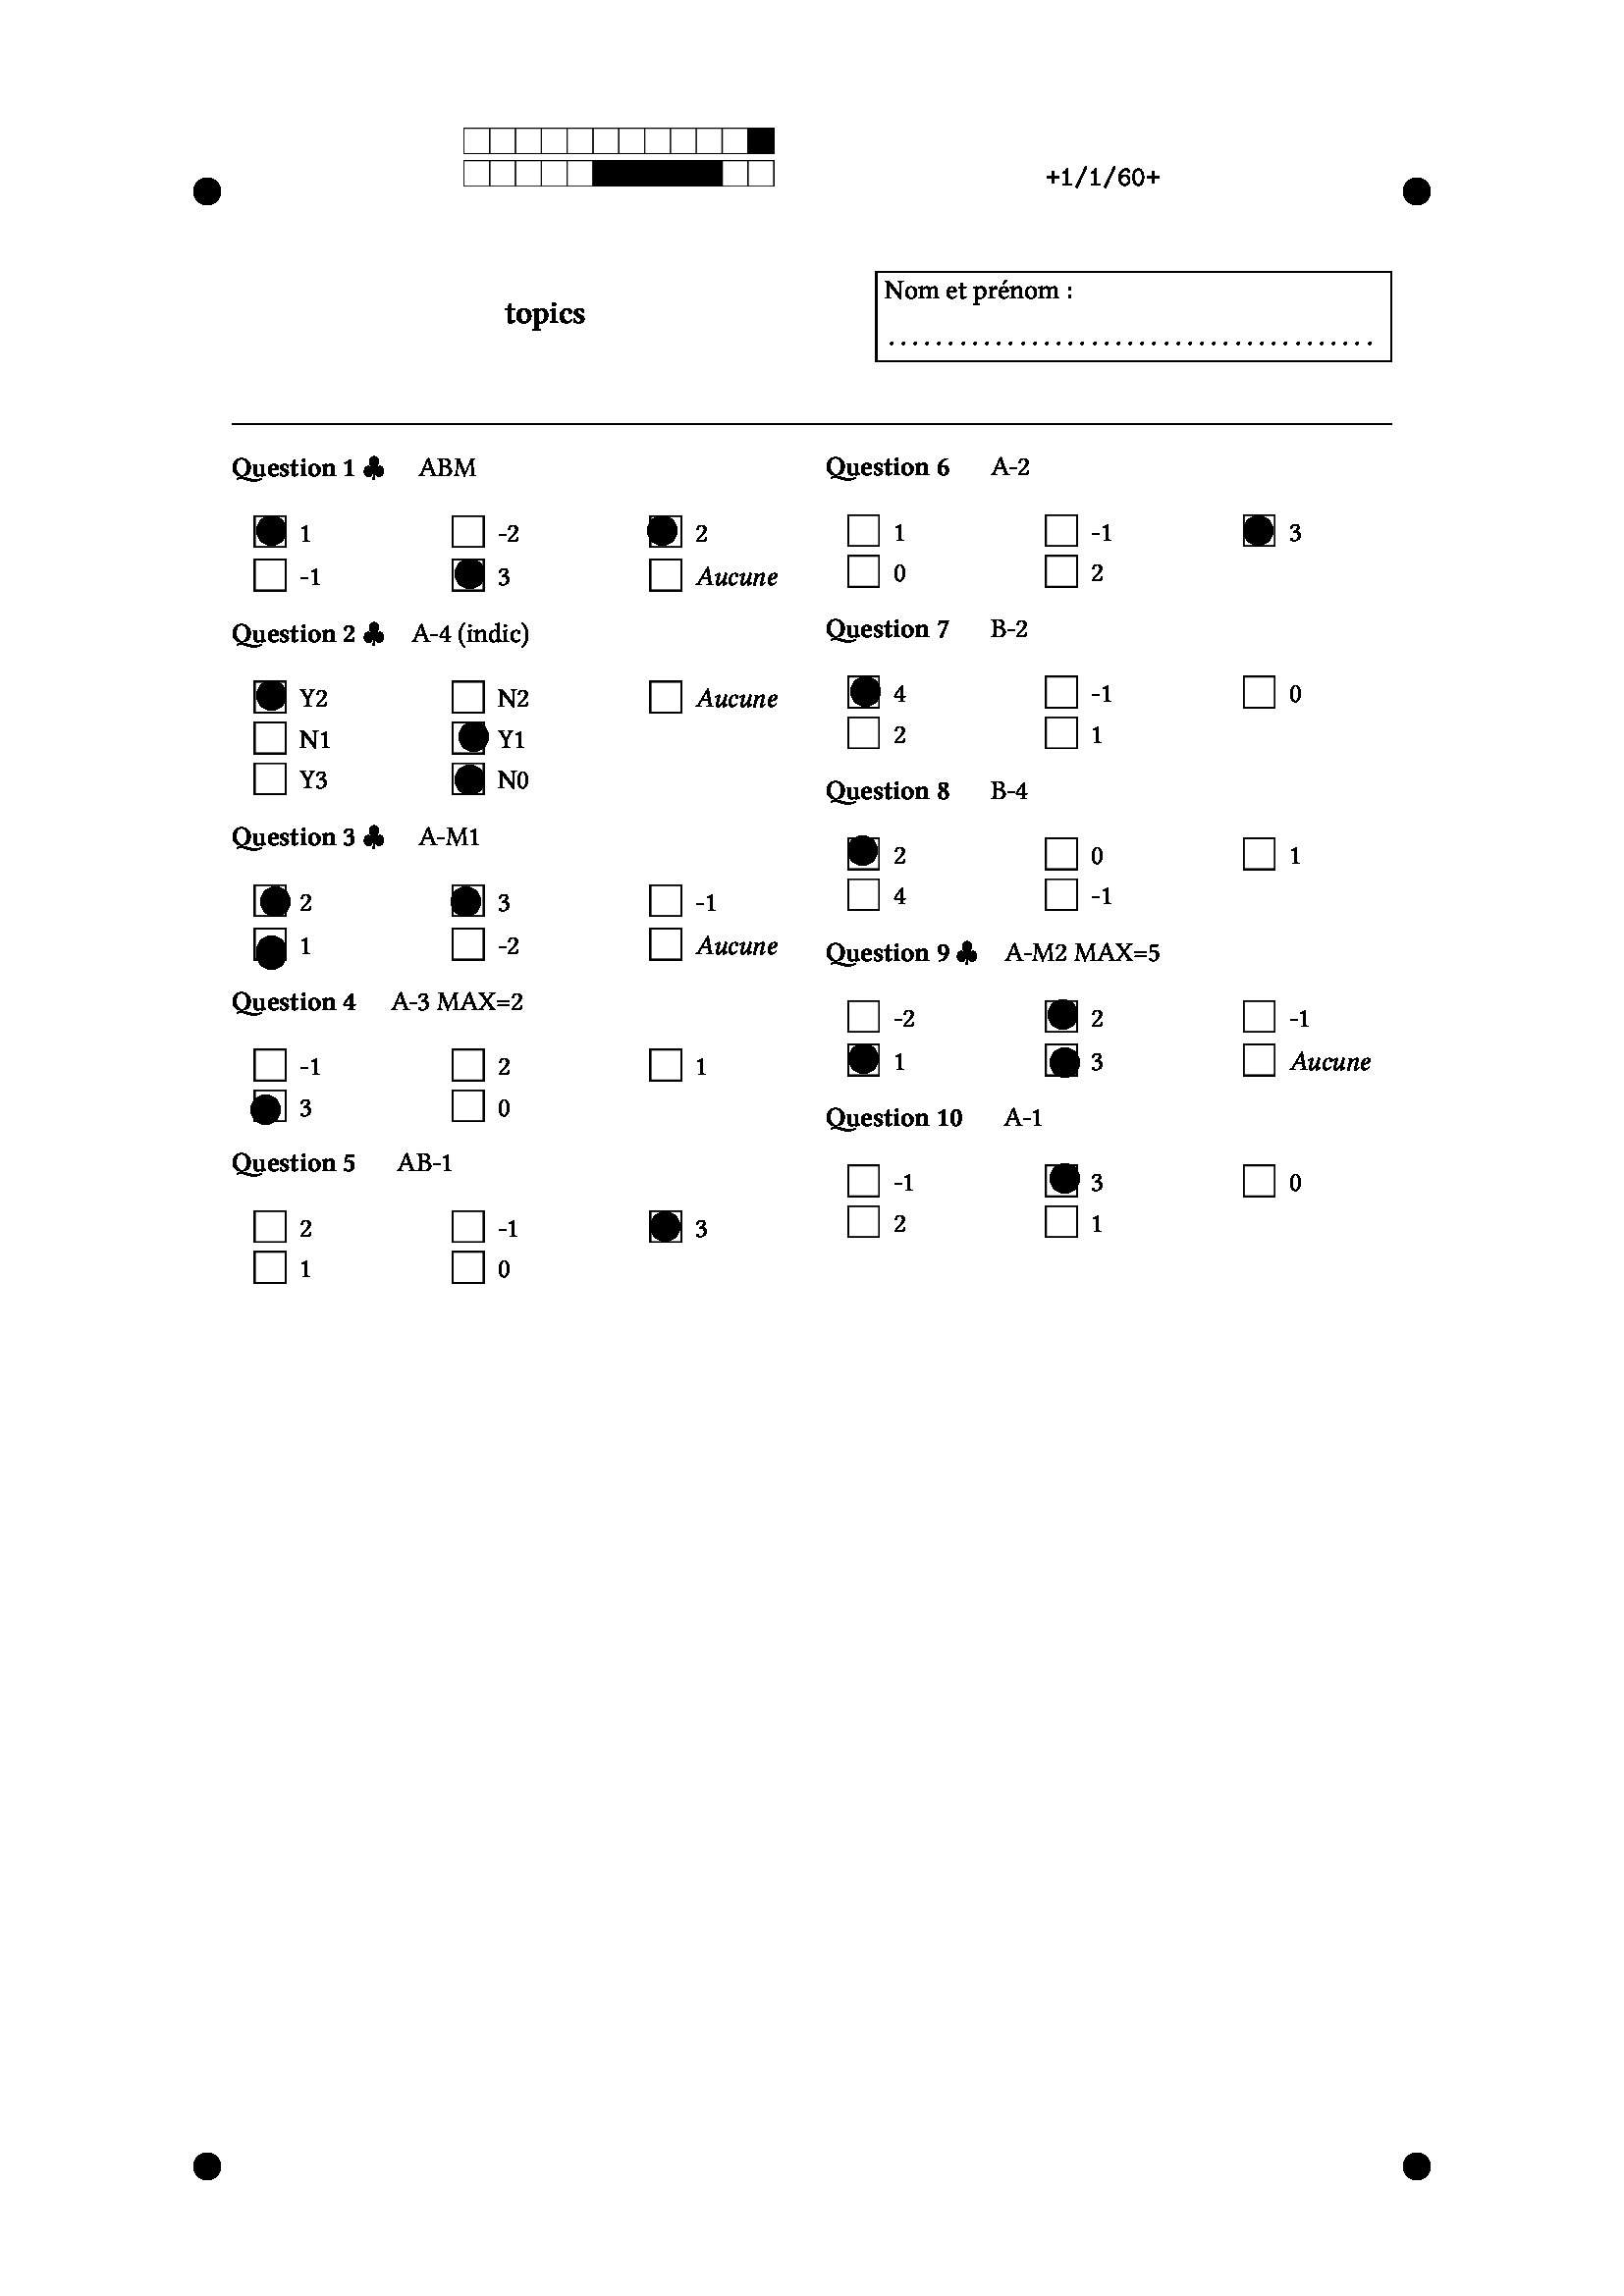 +1/1/60+
topics
Nom et prénom :
........................................
Question 1 ♣ ABM
1 -2 2
-1 3 Aucune
Question 2 ♣ A-4 (indic)
Y2 N2 Aucune
N1 Y1
Y3 N0
Question 3 ♣ A-M1
2 3 -1
1 -2 Aucune
Question 4 A-3 MAX=2
-1 2 1
3 0
Question 5 AB-1
2 -1 3
1 0
Question 6 A-2
1 -1 3
0 2
Question 7 B-2
4 -1 0
2 1
Question 8 B-4
2 0 1
4 -1
Question 9 ♣ A-M2 MAX=5
-2 2 -1
1 3 Aucune
Question 10 A-1
-1 3 0
2 1